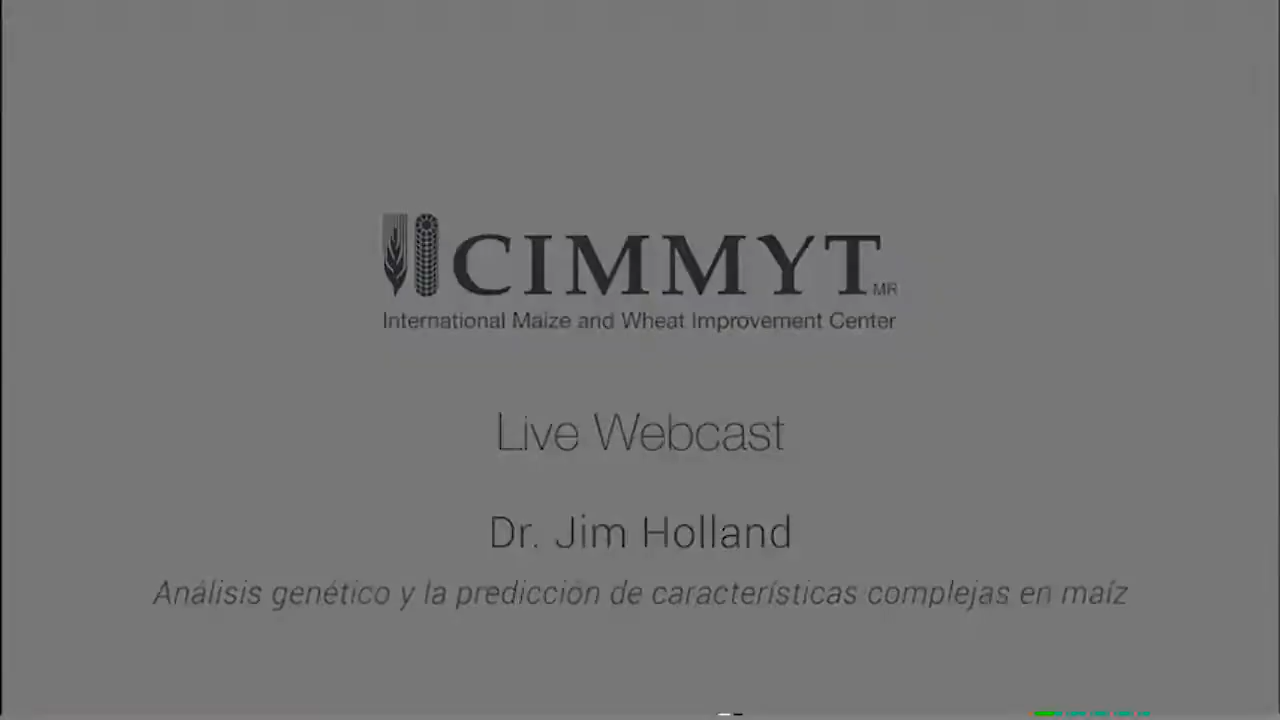 CIMMYT MR
International Maize and Wheat Improvement Center
Live Webcast
Dr. Jim Holland
Análisis genético y la predicción de características complejas en maíz